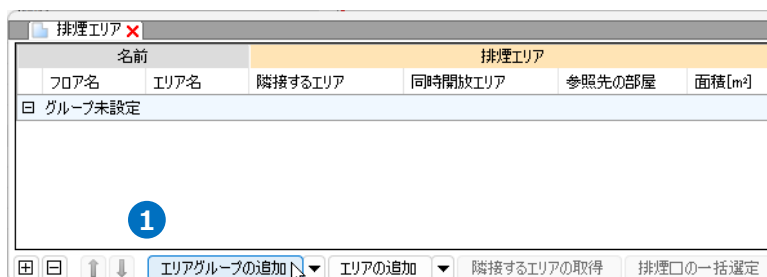 排煙エリア
名前 排煙エリア
フロア名 エリア名 隣接するエリア 同時開放エリア 参照先の部屋 面積[m²]
グループ未設定
1
エリアグループの追加 エリアの追加 隣接するエリアの取得 排煙口の一括選定